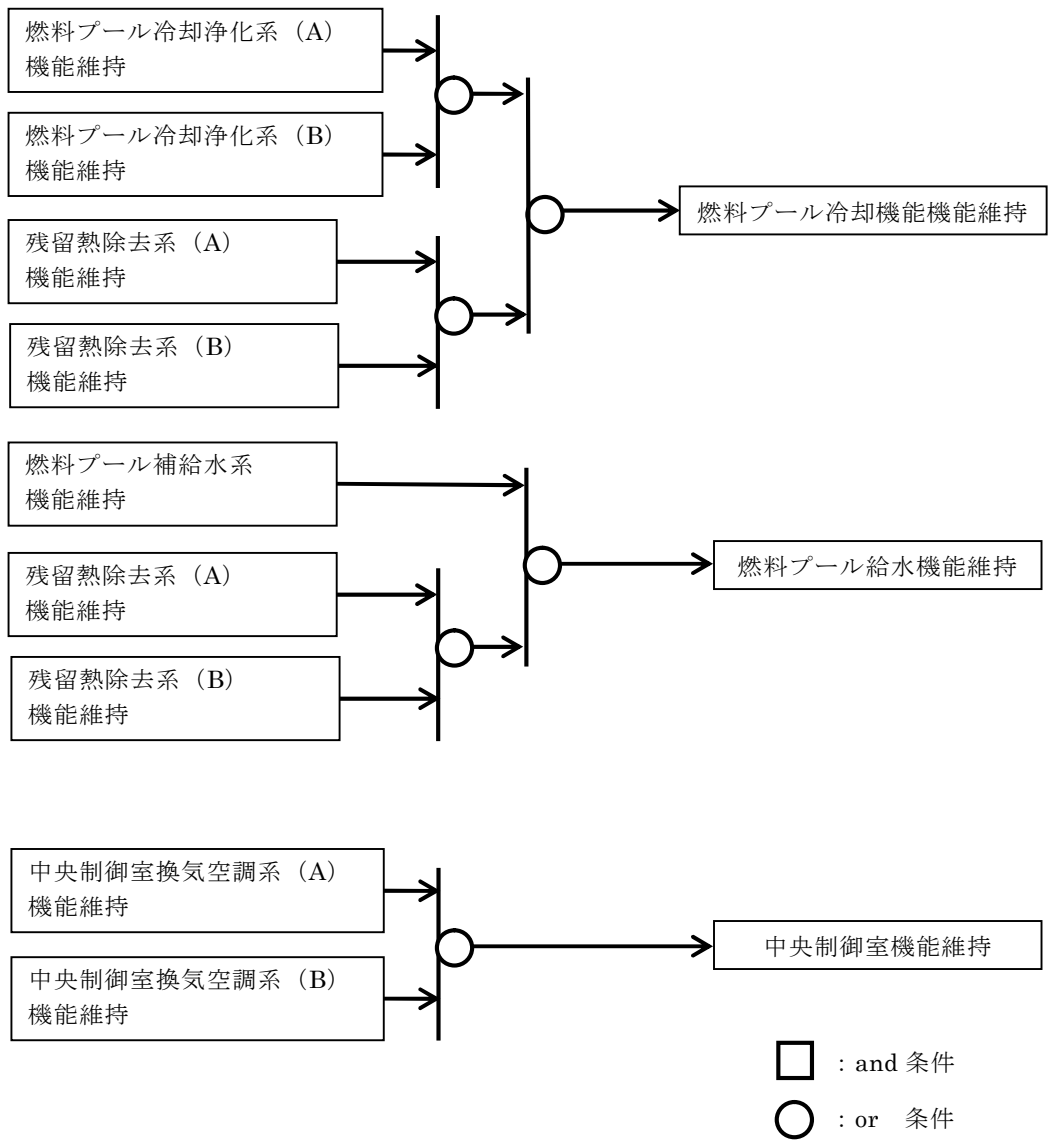 燃料プール冷却浄化系（A）
機能維持
燃料プール冷却浄化系（B）
機能維持
燃料プール冷却機能機能維持
残留熱除去系（A）
機能維持
残留熱除去系（B）
機能維持
燃料プール補給水系
機能維持
燃料プール給水機能維持
残留熱除去系（A）
機能維持
残留熱除去系（B）
機能維持
中央制御室換気空調系（A）
機能維持
中央制御室機能維持
中央制御室換気空調系（B）
機能維持
：and 条件
：or　条件